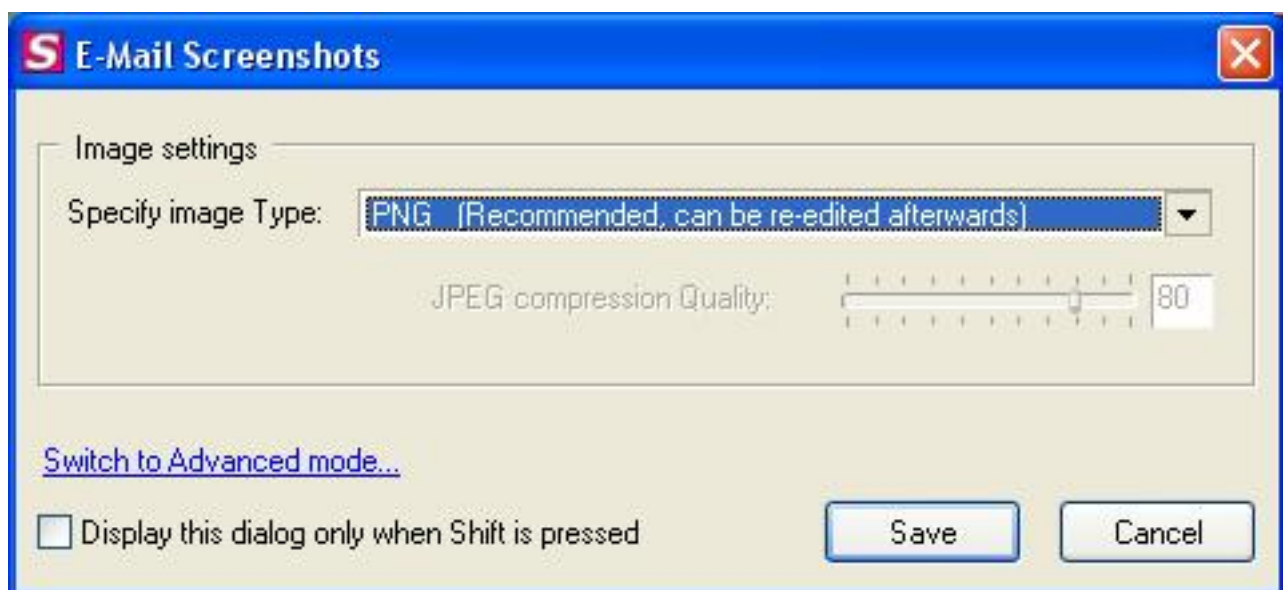 S E-Mail Screenshots
Image settings
Specify image Type: PNG (Recommended, can be re-edited afterwards)
JPEG compression Quality: 80
Switch to Advanced mode...
Display this dialog only when Shift is pressed Save Cancel